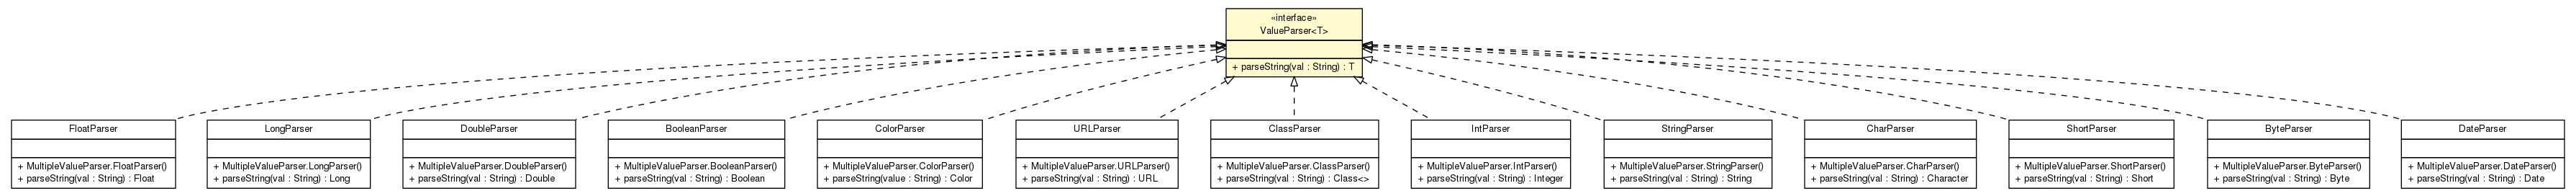 «interface»
ValueParser<T>
+ parseString(val : String) : T
FloatParser
+ MultipleValueParser.FloatParser()
+ parseString(val : String) : Float
LongParser
+ MultipleValueParser.LongParser()
+ parseString(val : String) : Long
DoubleParser
+ MultipleValueParser.DoubleParser()
+ parseString(val : String) : Double
BooleanParser
+ MultipleValueParser.BooleanParser()
+ parseString(val : String) : Boolean
ColorParser
+ MultipleValueParser.ColorParser()
+ parseString(value : String) : Color
URLParser
+ MultipleValueParser.URLParser()
+ parseString(val : String) : URL
ClassParser
+ MultipleValueParser.ClassParser()
+ parseString(val : String) : Class<>
IntParser
+ MultipleValueParser.IntParser()
+ parseString(val : String) : Integer
StringParser
+ MultipleValueParser.StringParser()
+ parseString(val : String) : String
CharParser
+ MultipleValueParser.CharParser()
+ parseString(val : String) : Character
ShortParser
+ MultipleValueParser.ShortParser()
+ parseString(val : String) : Short
ByteParser
+ MultipleValueParser.ByteParser()
+ parseString(val : String) : Byte
DateParser
+ MultipleValueParser.DateParser()
+ parseString(val : String) : Date